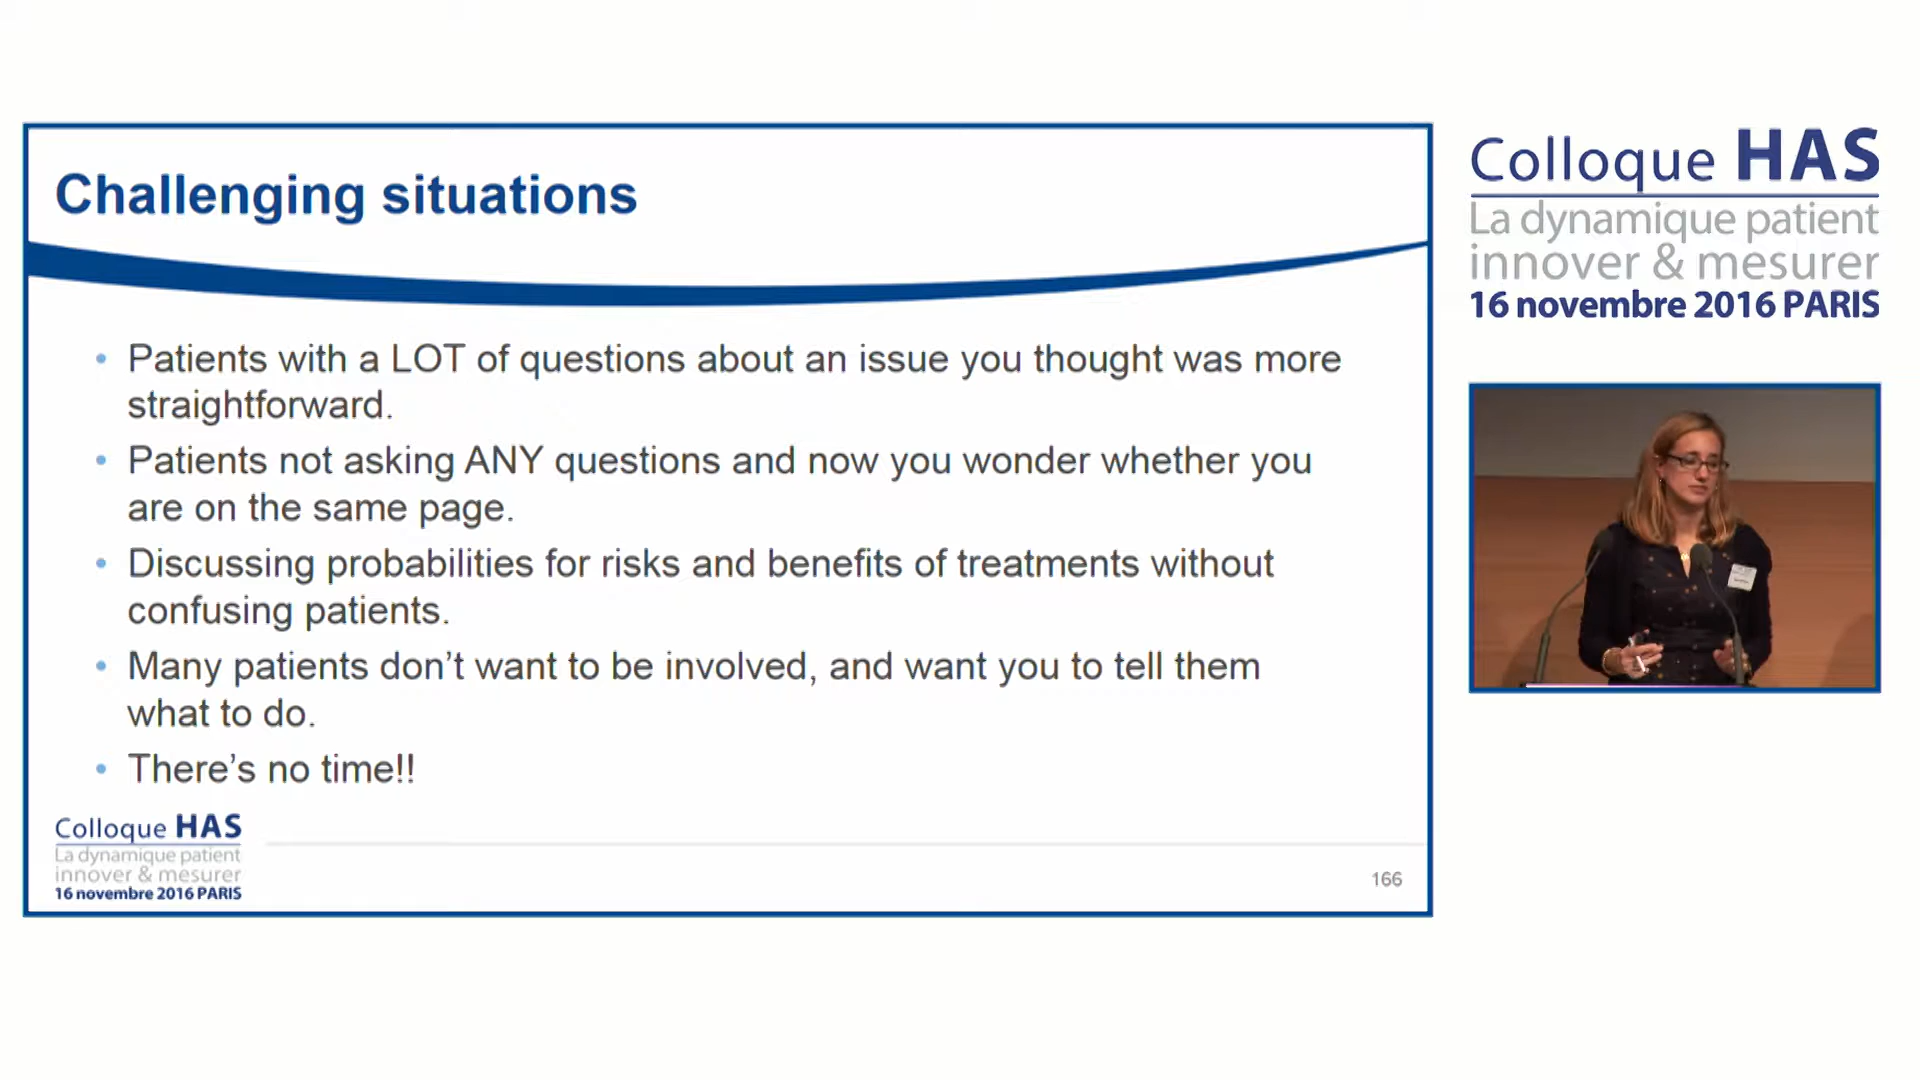 Challenging situations
• Patients with a LOT of questions about an issue you thought was more
straightforward.
• Patients not asking ANY questions and now you wonder whether you
are on the same page.
• Discussing probabilities for risks and benefits of treatments without
confusing patients.
• Many patients don’t want to be involved, and want you to tell them
what to do.
• There’s no time!!
Colloque HAS
La dynamique patient
innover & mesurer
16 novembre 2016 PARIS
166
Colloque HAS
La dynamique patient
innover & mesurer
16 novembre 2016 PARIS